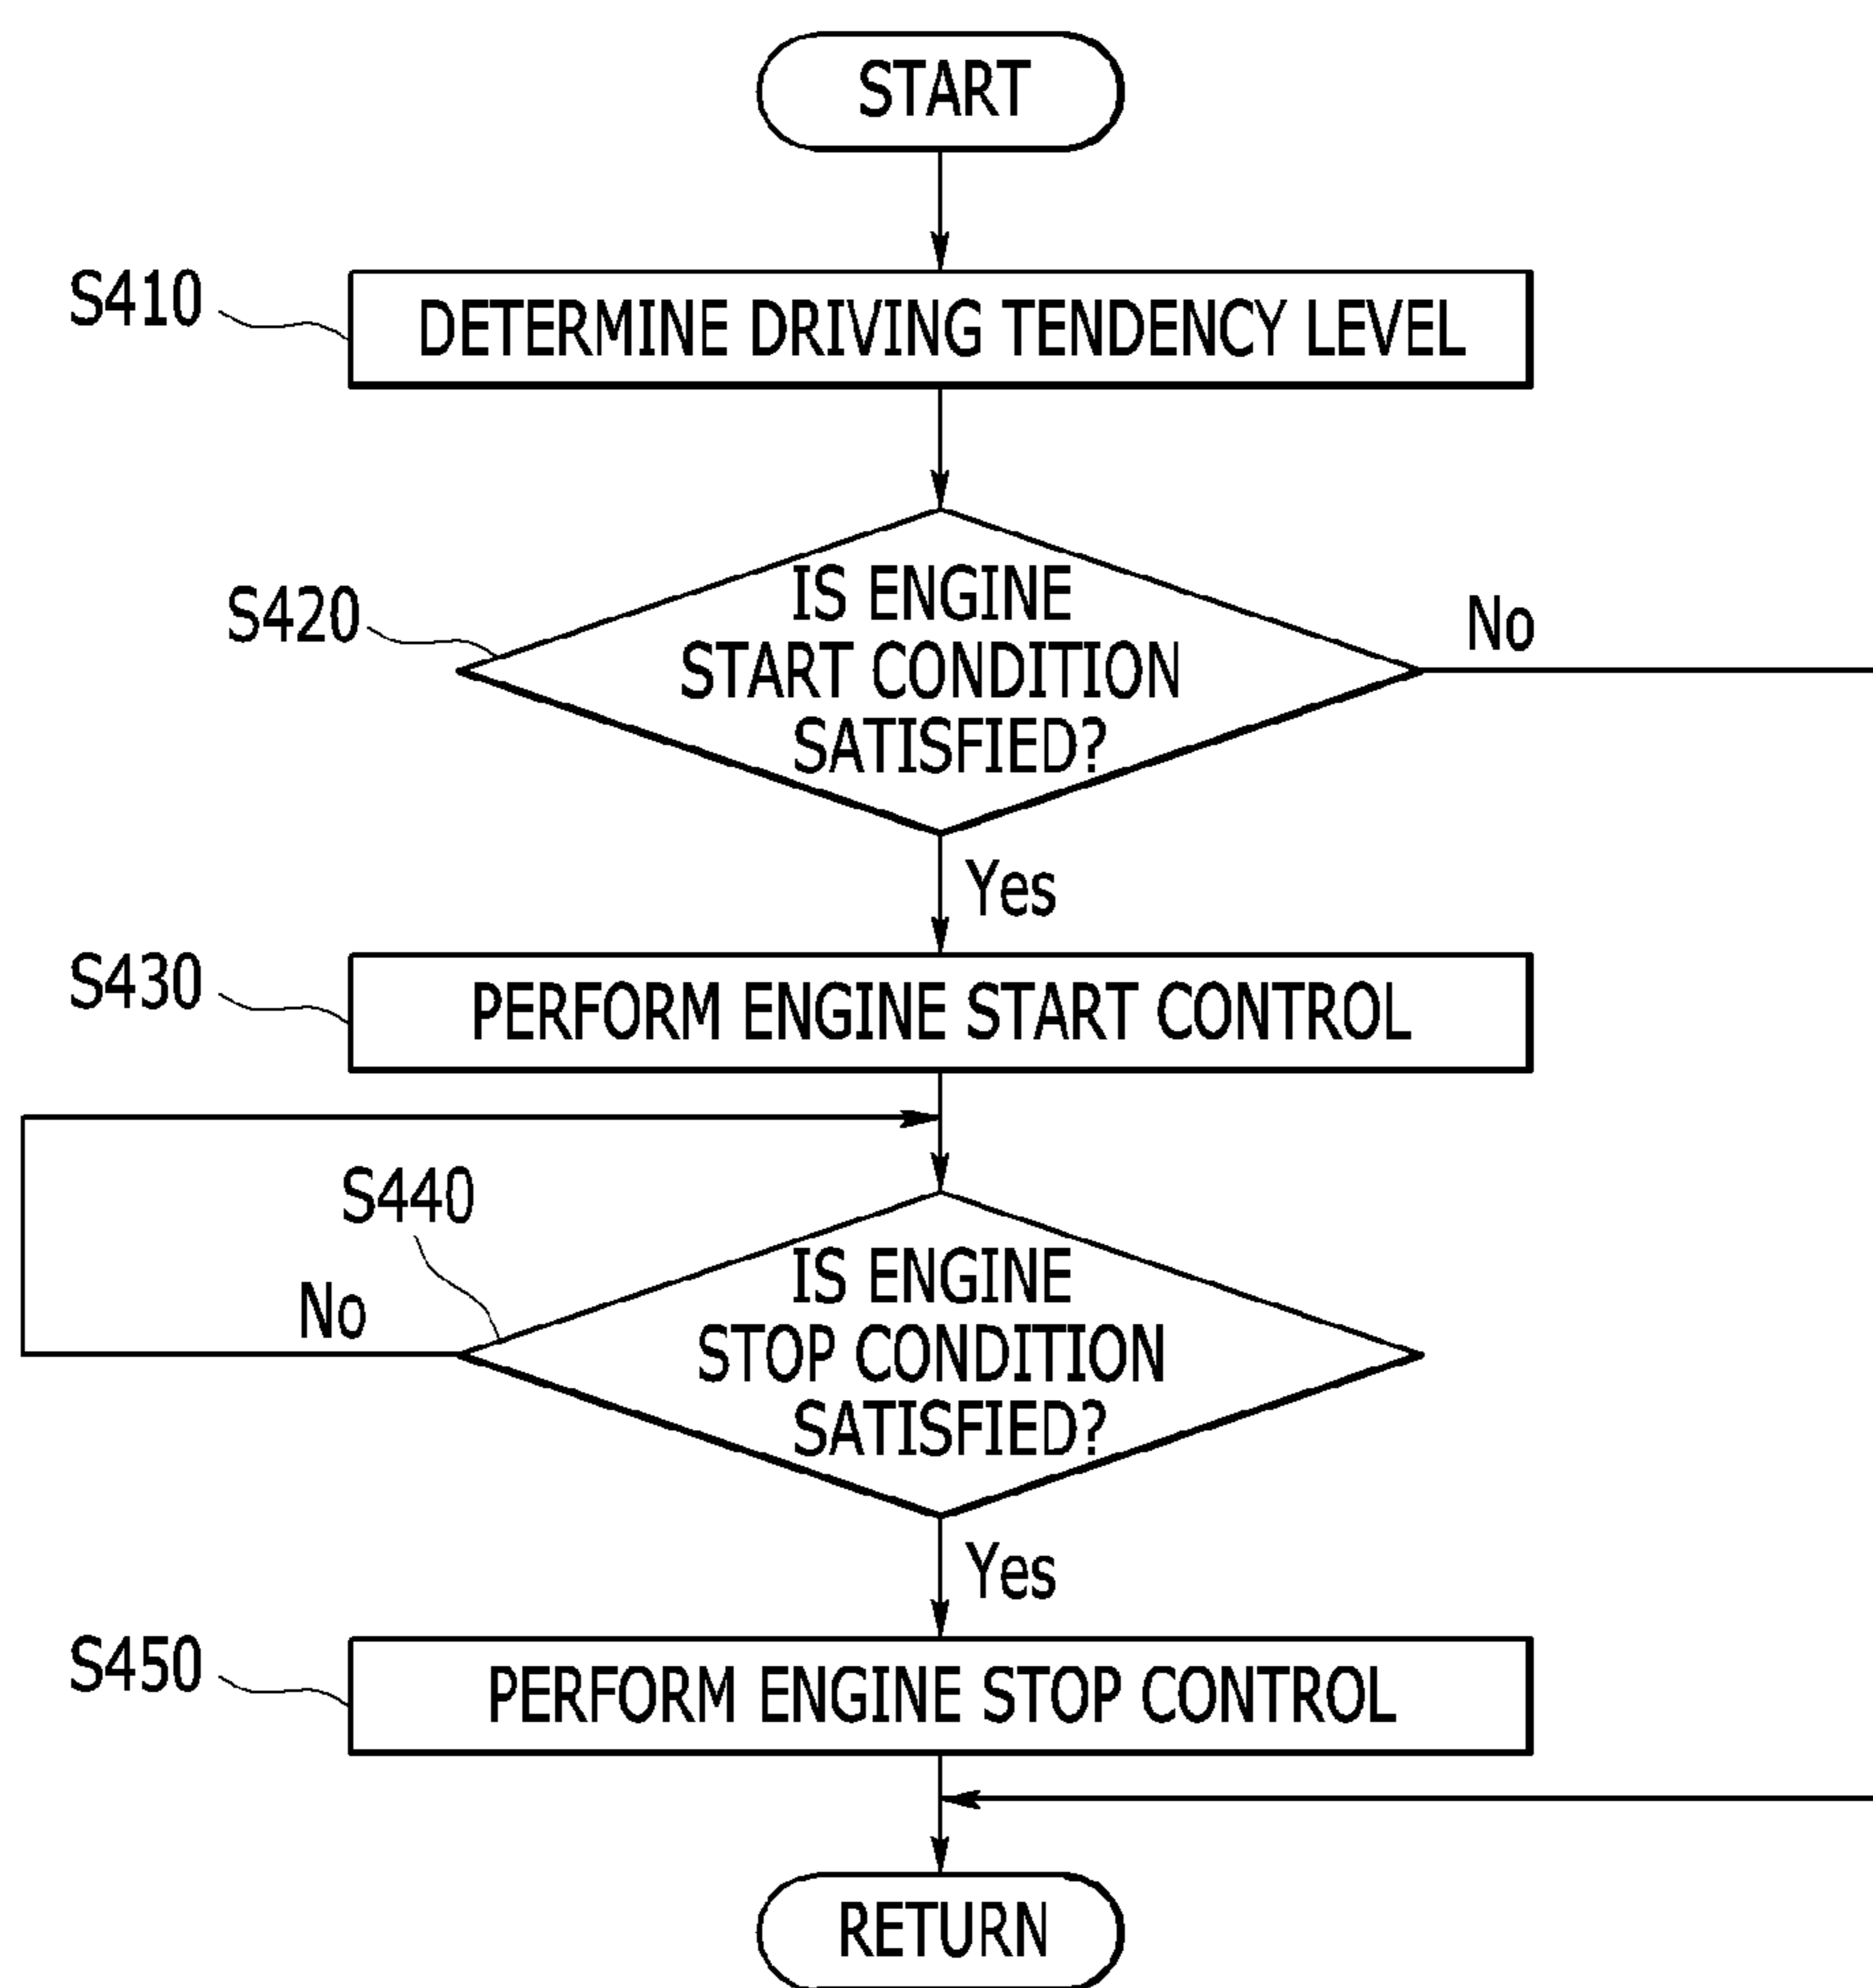 START
S410
DETERMINE DRIVING TENDENCY LEVEL
S420
IS ENGINE
START CONDITION
SATISFIED?
No
Yes
S430
PERFORM ENGINE START CONTROL
S440
IS ENGINE
STOP CONDITION
SATISFIED?
No
Yes
S450
PERFORM ENGINE STOP CONTROL
RETURN